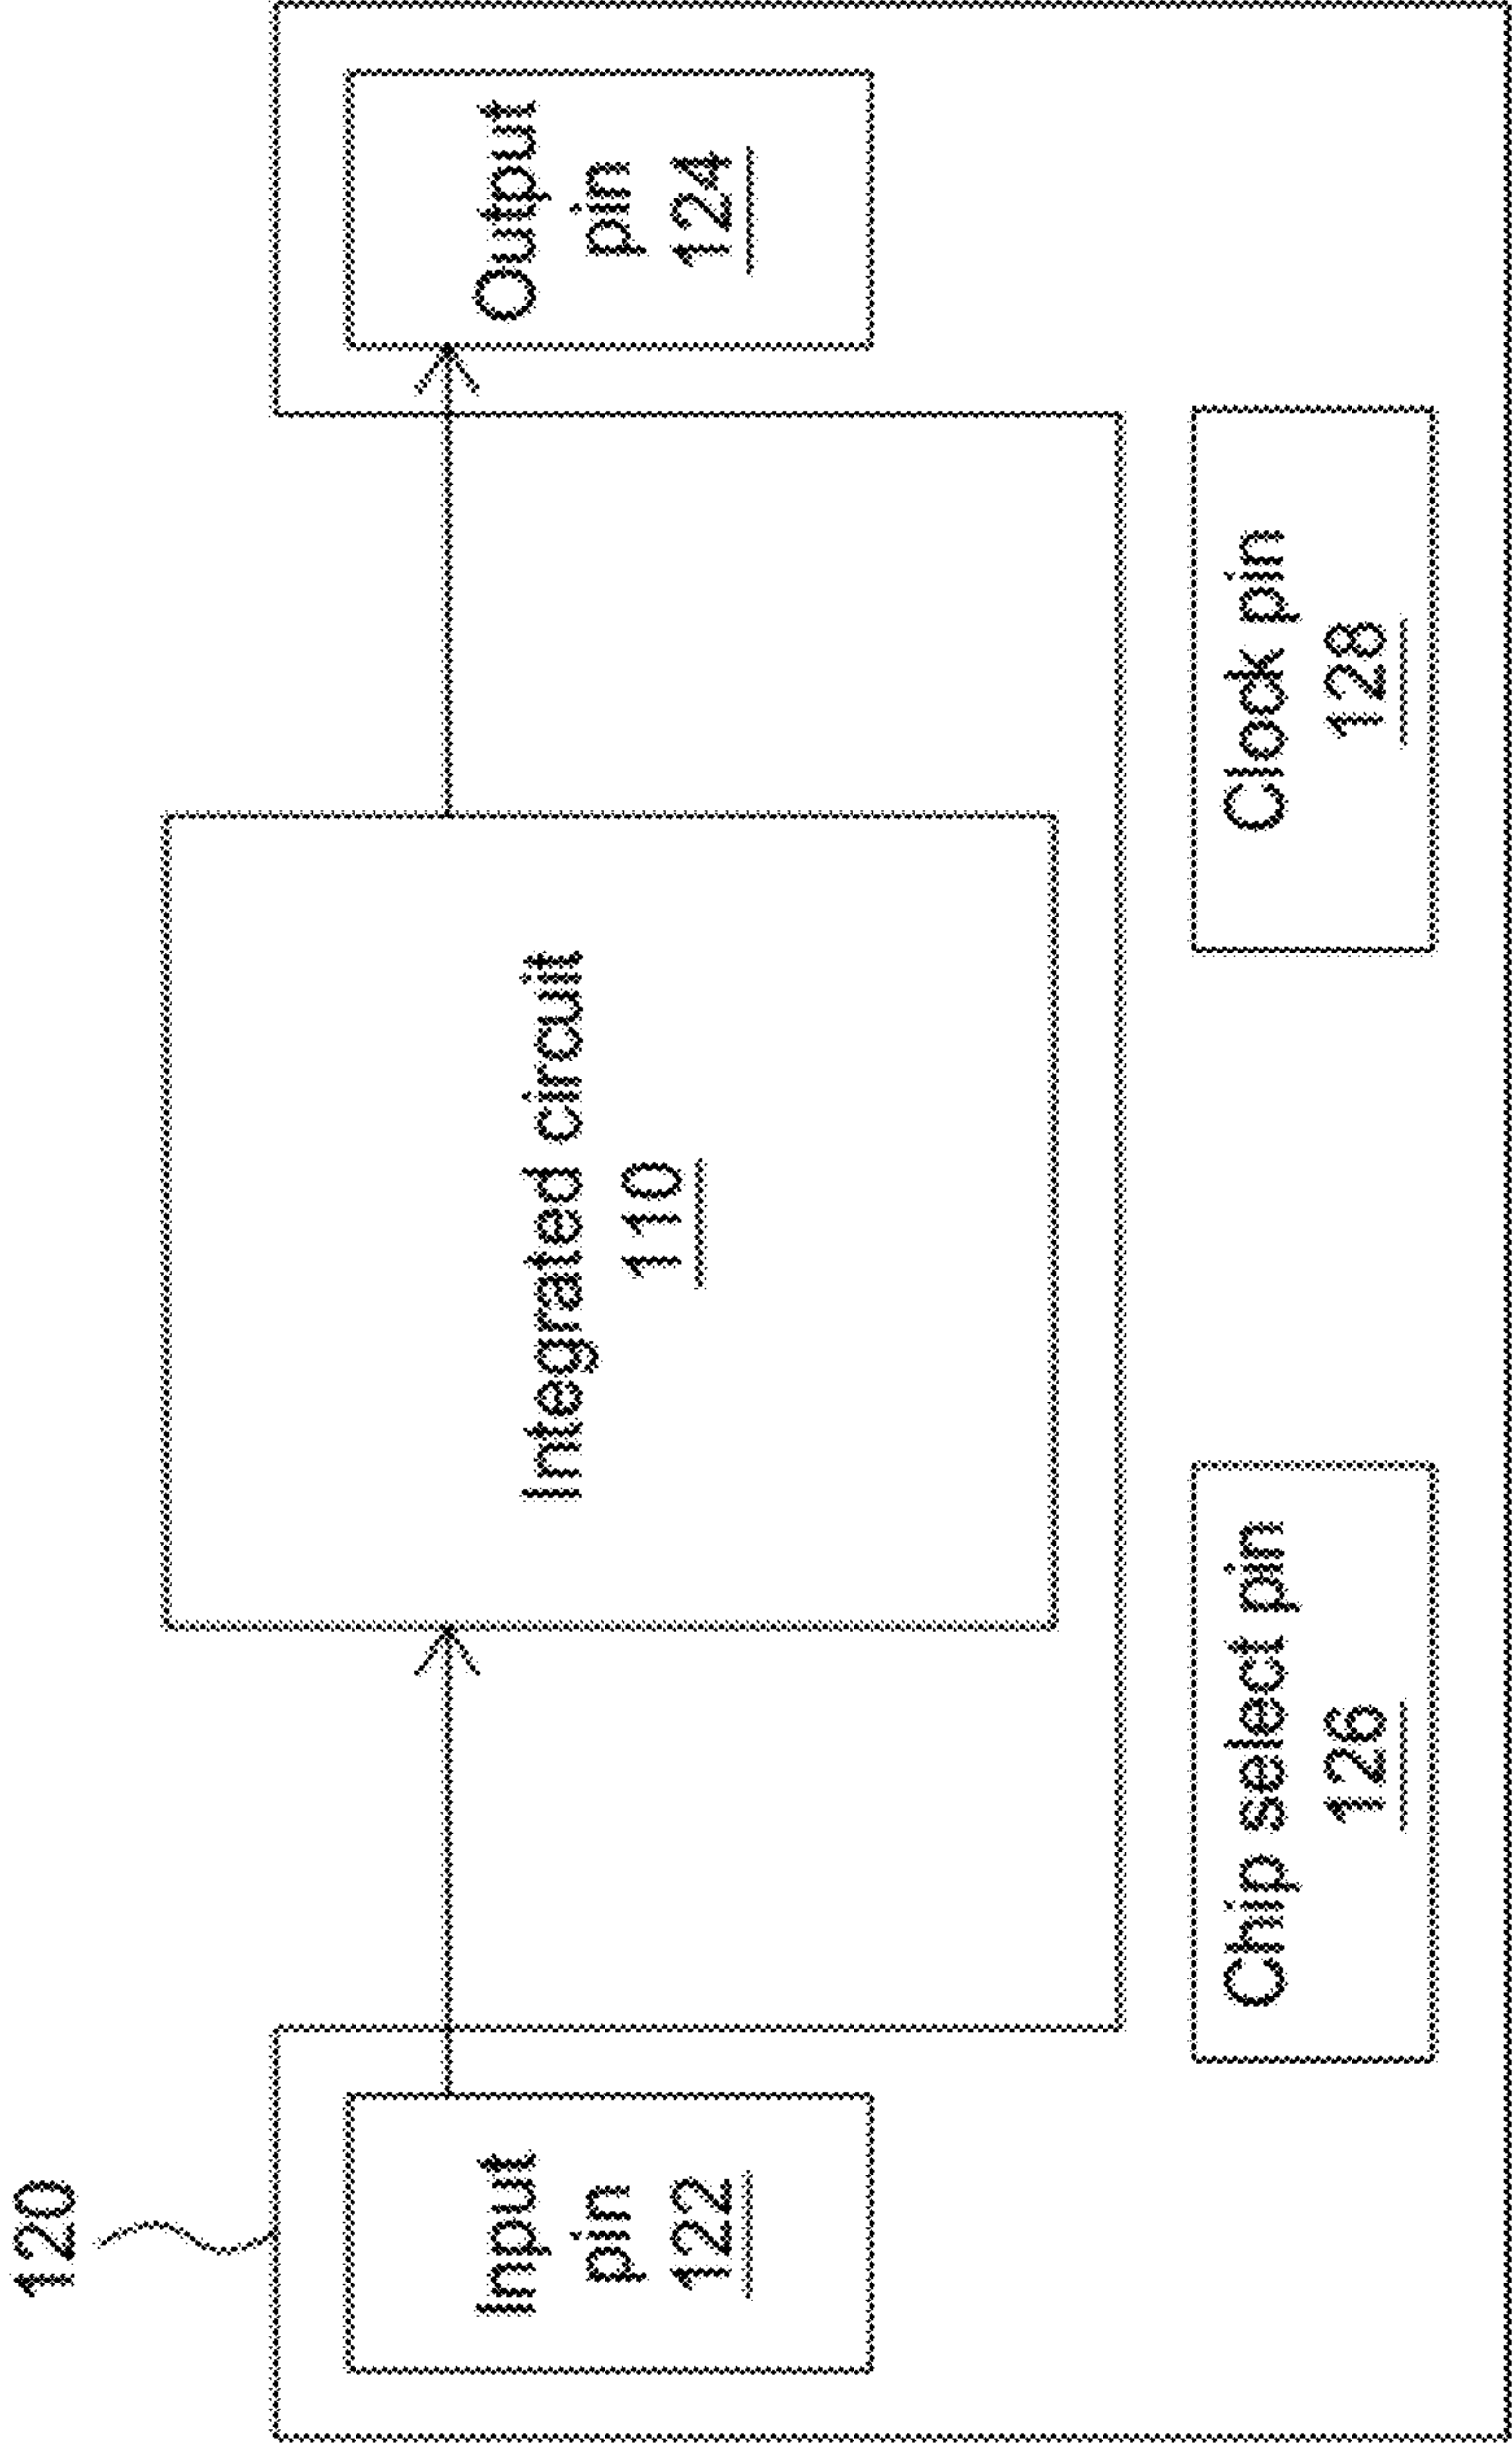 120
Integrated circuit
110
Input
pin
122
Output
pin
124
Chip select pin
126
Clock pin
128